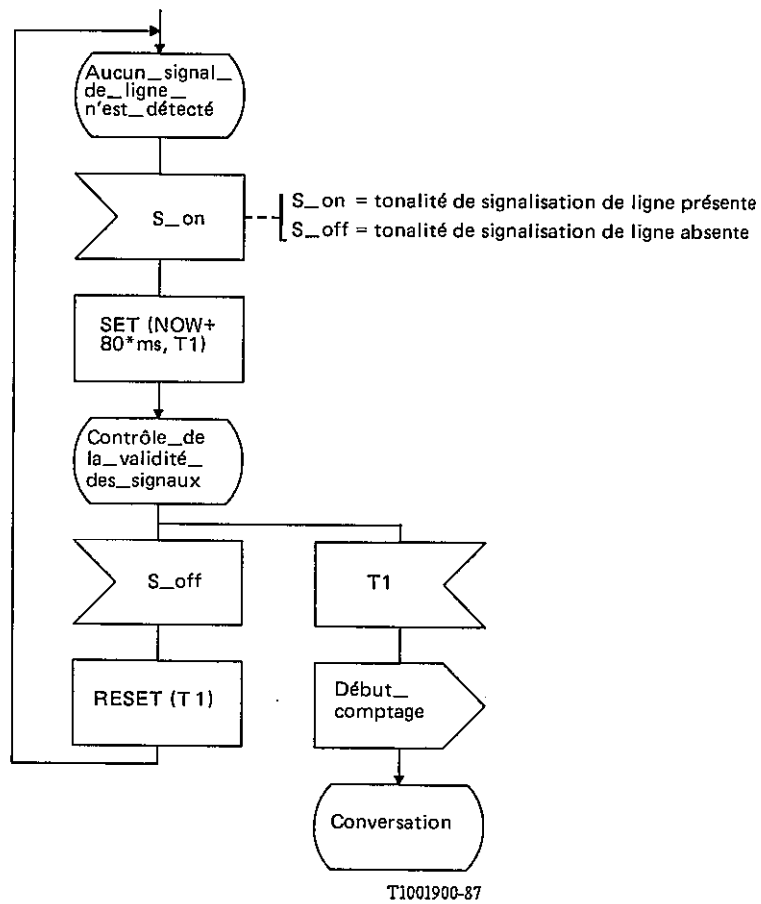 Aucun_signal_
de_ligne_
n'est_détecté
S_on
S_on = tonalité de signalisation de ligne présente
S_off = tonalité de signalisation de ligne absente
SET (NOW+
80*ms, T1)
Contrôle_de
la_validité_
des_signaux
S_off
T1
RESET (T1)
Début_
comptage
Conversation
T1001900-87